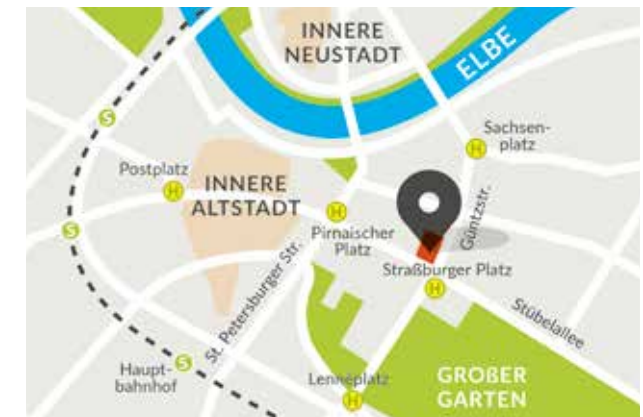 INNERE
NEUSTADT
ELBE
S
Sachsen-
platz
H
Postplatz
H
INNERE
ALTSTADT
H
Pirnaischer
Platz
Güntzstr.
S
Straßburger Platz
H
St. Petersburger Str.
Stübelallee
Haupt-
bahnhof
S
Lennéplatz
H
GROßER
GARTEN